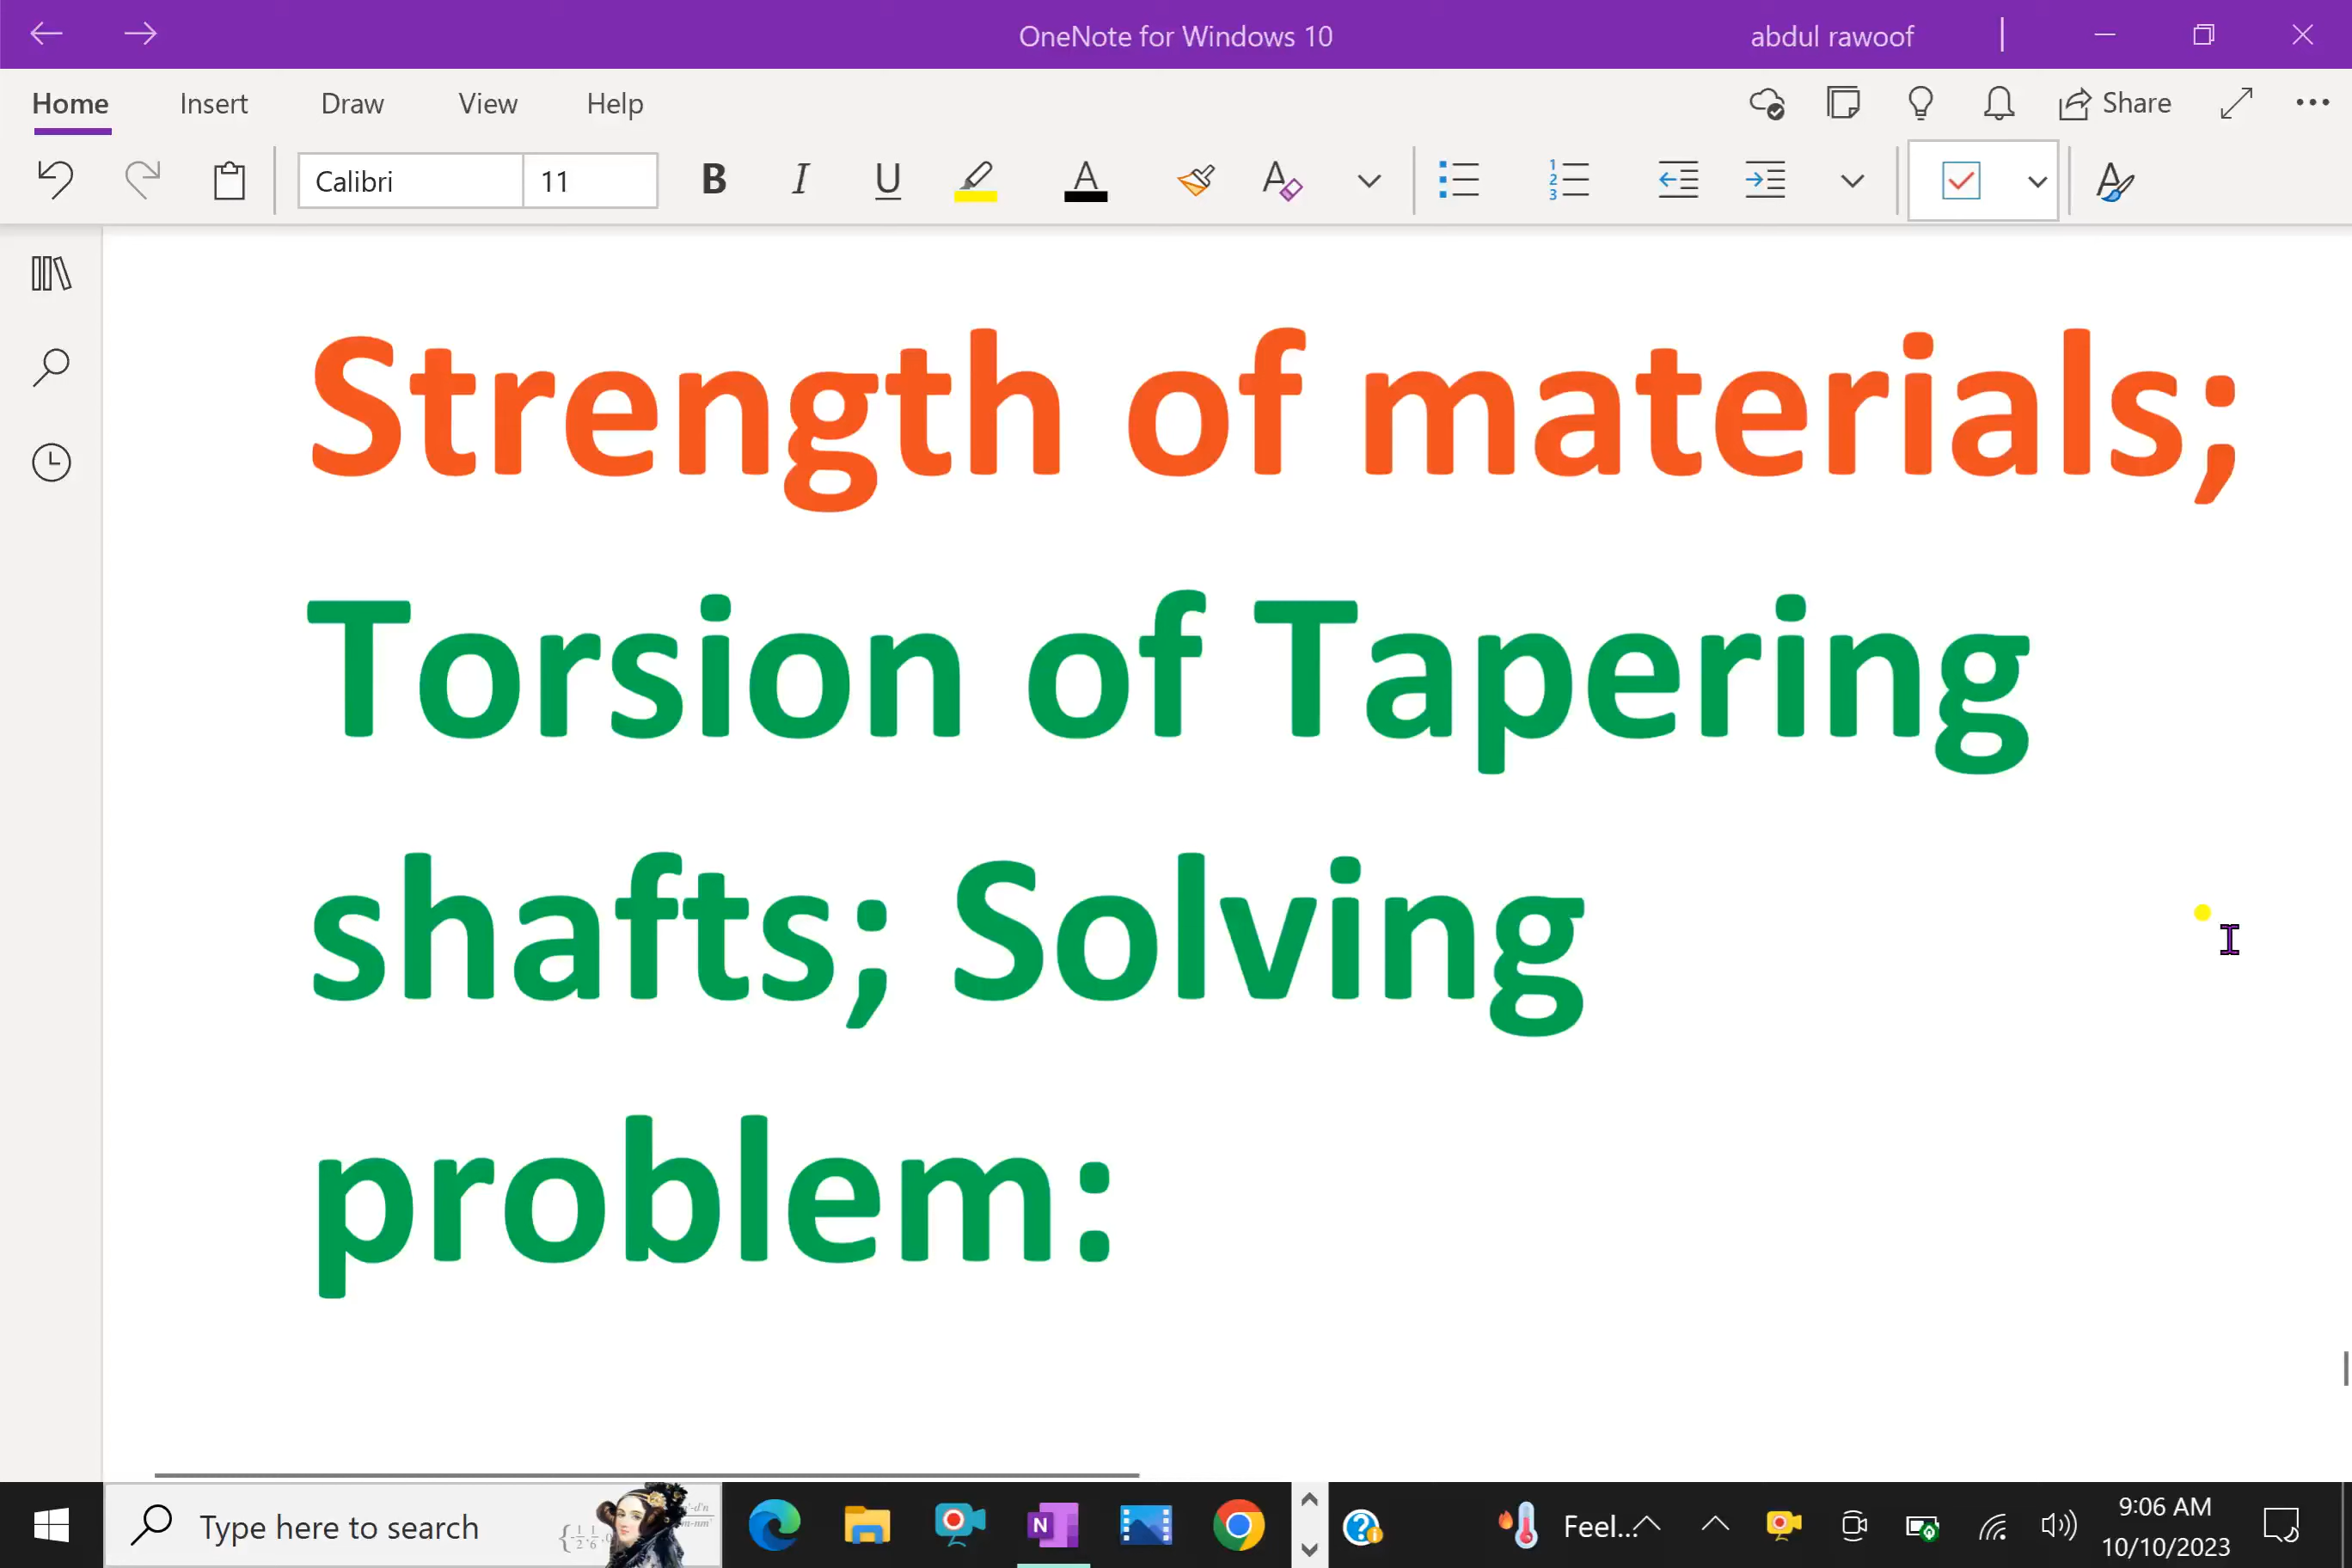 OneNote for Windows 10
abdul rawoof
Home Insert Draw View Help
Share
Calibri 11 B I U A A
Strength of materials;
Torsion of Tapering
shafts; Solving
problem:
Type here to search
Feel...
9:06 AM
10/10/2023